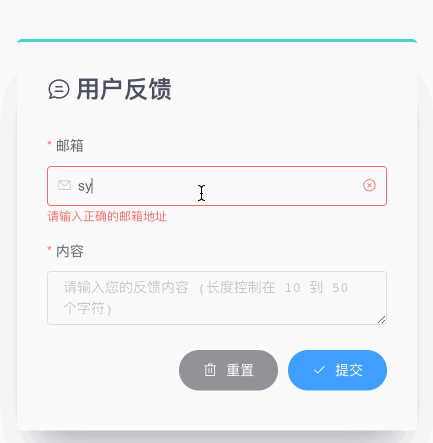 用户反馈
* 邮箱
sy
请输入正确的邮箱地址
* 内容
请输入您的反馈内容 (长度控制在 10 到 50
个字符)
重置
提交